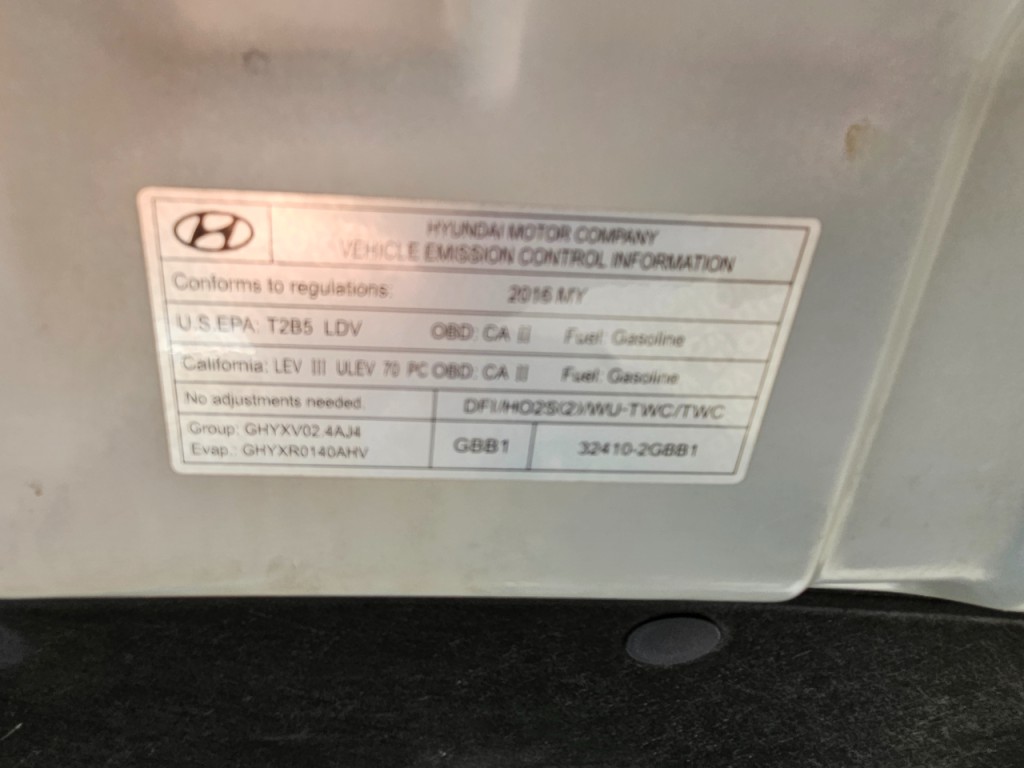 HYUNDAI MOTOR COMPANY
VEHICLE EMISSION CONTROL INFORMATION
Conforms to regulations: 2016 MY
U.S.EPA: T2B5 LDV OBD: CA II Fuel: Gasoline
California: LEV III ULEV 70 PC OBD: CA II Fuel: Gasoline
No adjustments needed. DFI/HO2S(2)/WU-TWC/TWC
Group: GHYXV02.4AJ4
Evap.: GHYXR0140AHV
GBB1 32410-2GBB1